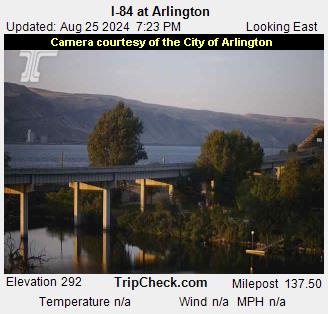 I-84 at Arlington
Updated: Aug 25 2024 7:23 PM Looking East
Camera courtesy of the City of Arlington
Elevation 292 TripCheck.com Milepost 137.50
Temperature n/a Wind n/a MPH n/a